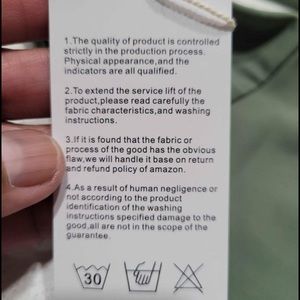 1.The quality of product is controlled
strictly in the production process.
Physical appearance,and the
indicators are all qualified.
2.To extend the service lift of the
product,please read carefully the
fabric characteristics,and washing
instructions.
3.If it is found that the fabric or
process of the good has the obvious
flaw,we will handle it base on return
and refund policy of amazon.
4.As a result of human negligence or
not according to the product
identification of the washing
instructions specified damage to the
good,all are not in the scope of the
guarantee.
30